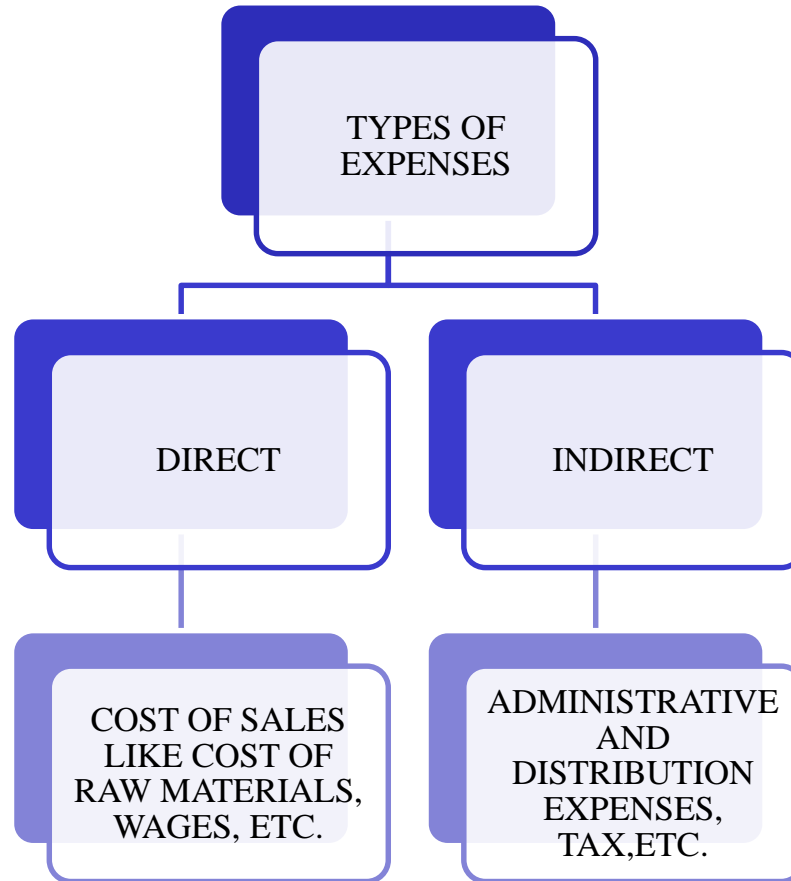 TYPES OF
EXPENSES
DIRECT
INDIRECT
COST OF SALES
LIKE COST OF
RAW MATERIALS,
WAGES, ETC.
ADMINISTRATIVE
AND
DISTRIBUTION
EXPENSES,
TAX,ETC.